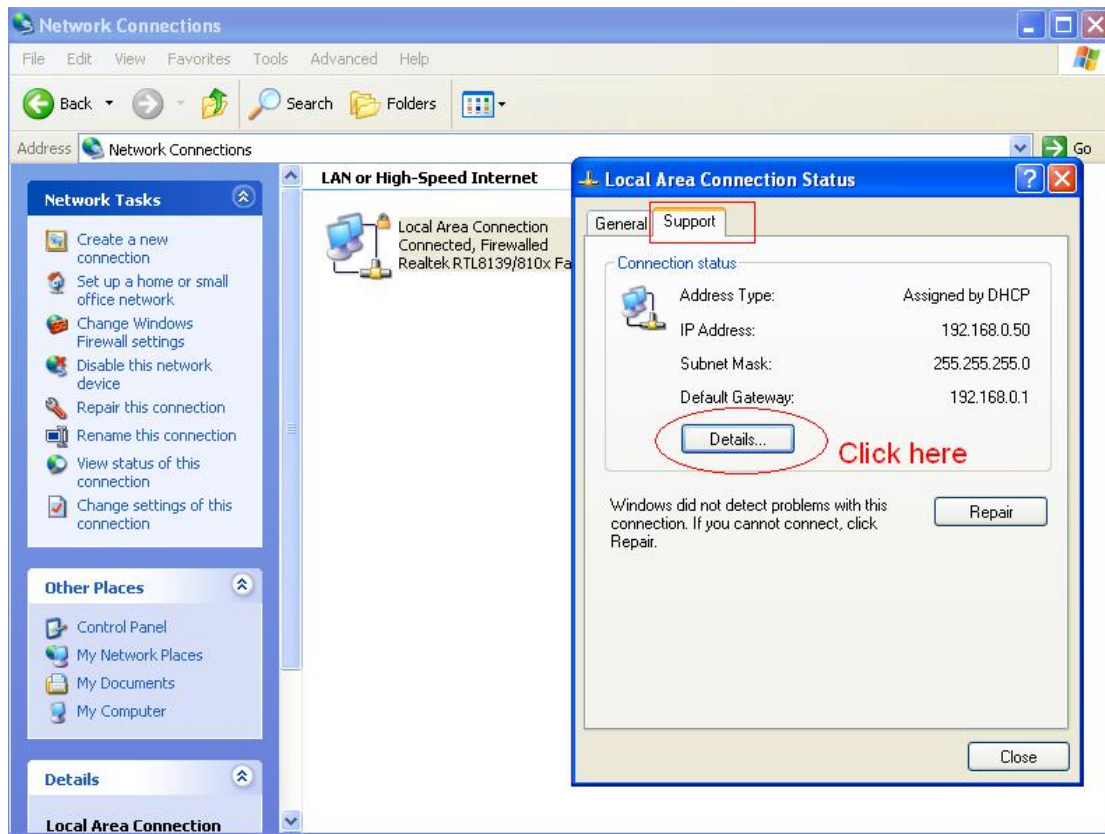 Network Connections
File Edit View Favorites Tools Advanced Help
Back Search Folders
Address Network Connections Go
Network Tasks
Create a new
connection
Set up a home or small
office network
Change Windows
Firewall settings
Disable this network
device
Repair this connection
Rename this connection
View status of this
connection
Change settings of this
connection
Other Places
Control Panel
My Network Places
My Documents
My Computer
Details
Local Area Connection
LAN or High-Speed Internet
Local Area Connection
Connected, Firewalled
Realtek RTL8139/810x Fa
Local Area Connection Status
General Support
Connection status
Address Type: Assigned by DHCP
IP Address: 192.168.0.50
Subnet Mask: 255.255.255.0
Default Gateway: 192.168.0.1
Details...
Click here
Windows did not detect problems with this
connection. If you cannot connect, click
Repair.
Repair
Close